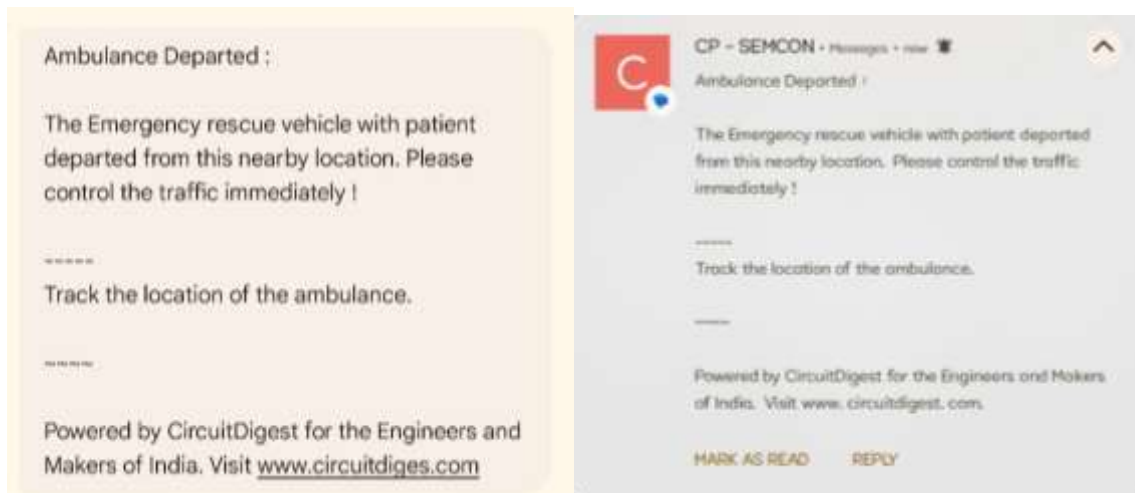 Ambulance Departed :
The Emergency rescue vehicle with patient
departed from this nearby location. Please
control the traffic immediately !
-----
Track the location of the ambulance.
-----
Powered by CircuitDigest for the Engineers and
Makers of India. Visit www.circuitdiges.com
C
CP - SEMCON • Messages • now
Ambulance Departed :
The Emergency rescue vehicle with patient departed
from this nearby location. Please control the traffic
immediately !
-----
Track the location of the ambulance.
-----
Powered by CircuitDigest for the Engineers and Makers
of India. Visit www. circuitdigest. com.
MARK AS READ REPLY